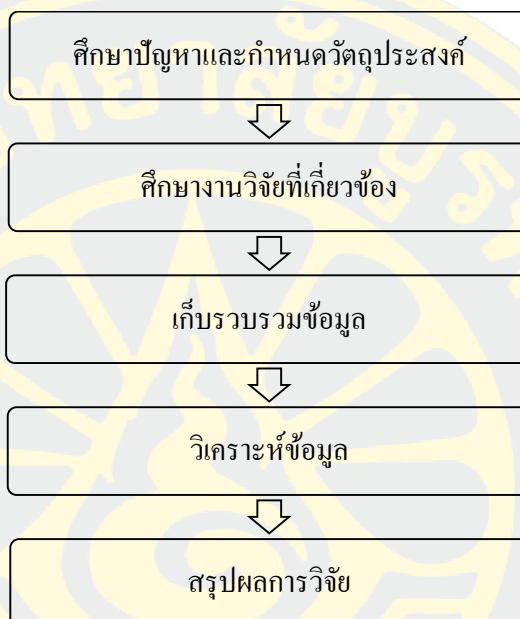 ศึกษาปัญหาและกำหนดวัตถุประสงค์
ศึกษางานวิจัยที่เกี่ยวข้อง
เก็บรวบรวมข้อมูล
วิเคราะห์ข้อมูล
สรุปผลการวิจัย